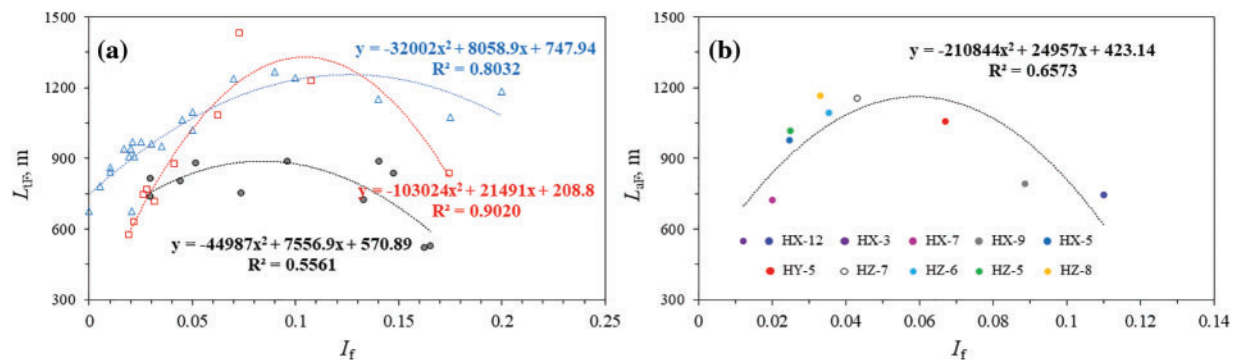 (a)
y = -32002x² + 8058.9x + 747.94
R² = 0.8032
y = -103024x² + 21491x + 208.8
R² = 0.9020
y = -44987x² + 7556.9x + 570.89
R² = 0.5561
1500
1200
900
600
300
0
0.05
0.1
0.15
0.2
0.25
I_f
(b)
y = -210844x² + 24957x + 423.14
R² = 0.6573
1500
1200
900
600
300
HX-12
HX-3
HX-7
HX-9
HX-5
HY-5
HZ-7
HZ-6
HZ-5
HZ-8
0
0.02
0.04
0.06
0.08
0.1
0.12
0.14
I_f